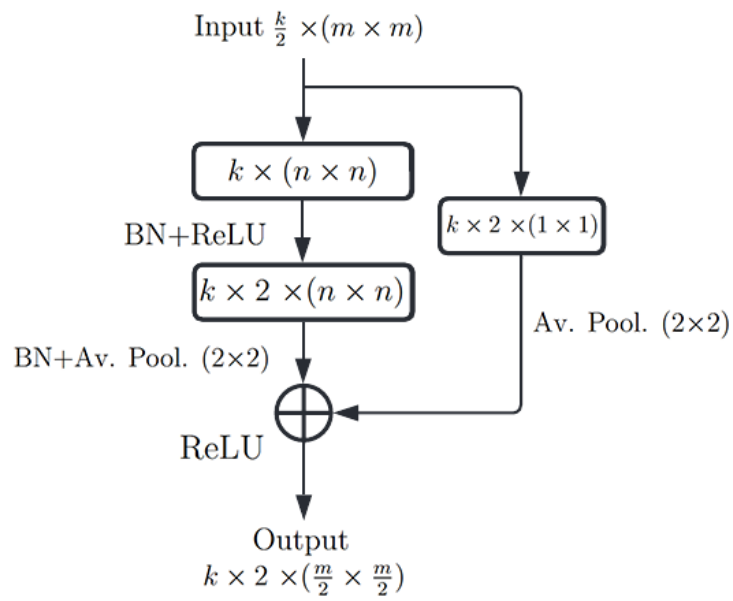 Input k/2 ×(m × m)
k × (n × n)
k × 2 ×(1 × 1)
BN+ReLU
k × 2 ×(n × n)
Av. Pool. (2×2)
BN+Av. Pool. (2×2)
ReLU
Output
k × 2 ×(m/2 × m/2)